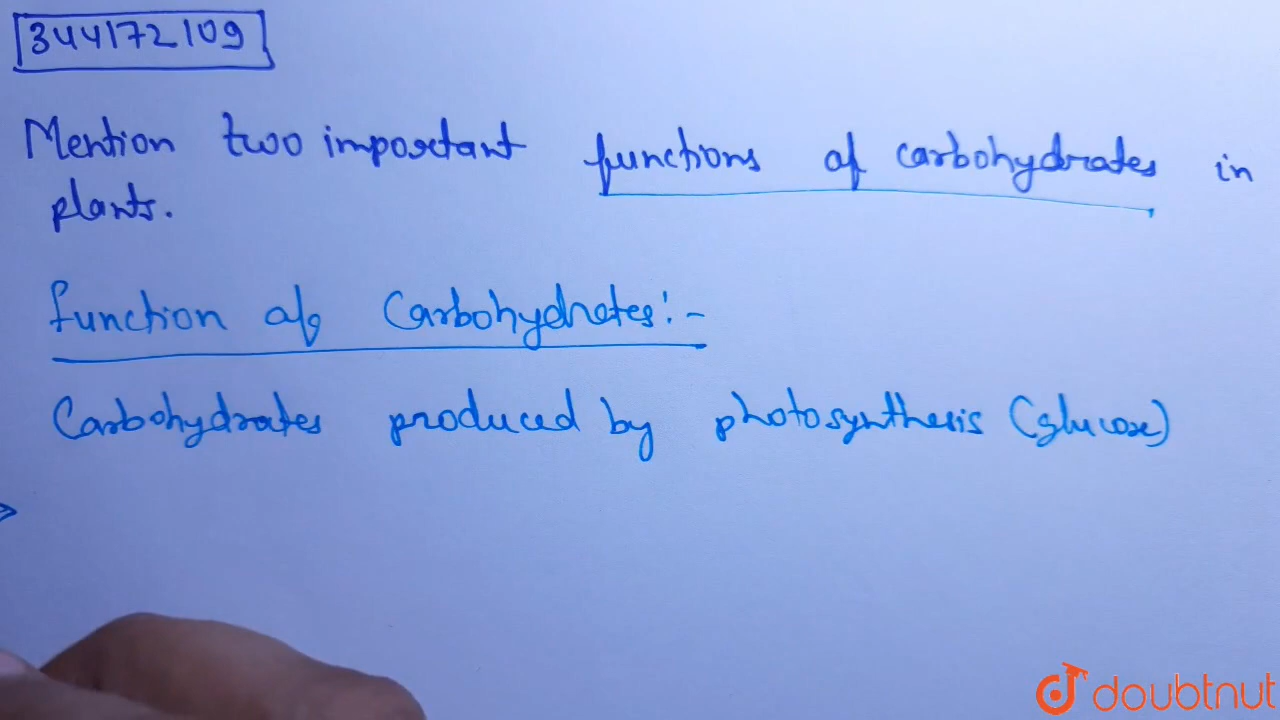 344172109
Mention two important functions of carbohydrates in
plants.
function of Carbohydrates:-
Carbohydrates produced by photosynthesis (glucose)
doubtnut